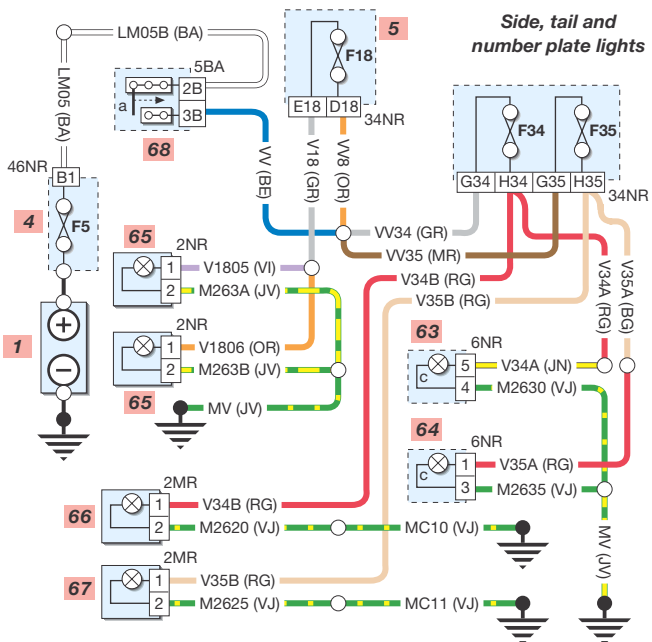 Side, tail and
number plate lights
LM05B (BA)
5
F18
E18 D18
34NR
5BA
2B
3B
a
68
LM05 (BA)
46NR
B1
4
F5
1
+
−
VV (BE)
V18 (GR)
VV8 (OR)
F34
F35
G34 H34 G35 H35
34NR
VV34 (GR)
VV35 (MR)
V34B (RG)
V35B (RG)
V34A (RG)
V35A (BG)
65
2NR
1 V1805 (VI)
2 M263A (JV)
2NR
1 V1806 (OR)
2 M263B (JV)
65
MV (JV)
63
6NR
c
5 V34A (JN)
4 M2630 (VJ)
64
6NR
c
1 V35A (RG)
3 M2635 (VJ)
MV (JV)
66
2MR
1 V34B (RG)
2 M2620 (VJ)
MC10 (VJ)
67
2MR
1 V35B (RG)
2 M2625 (VJ)
MC11 (VJ)